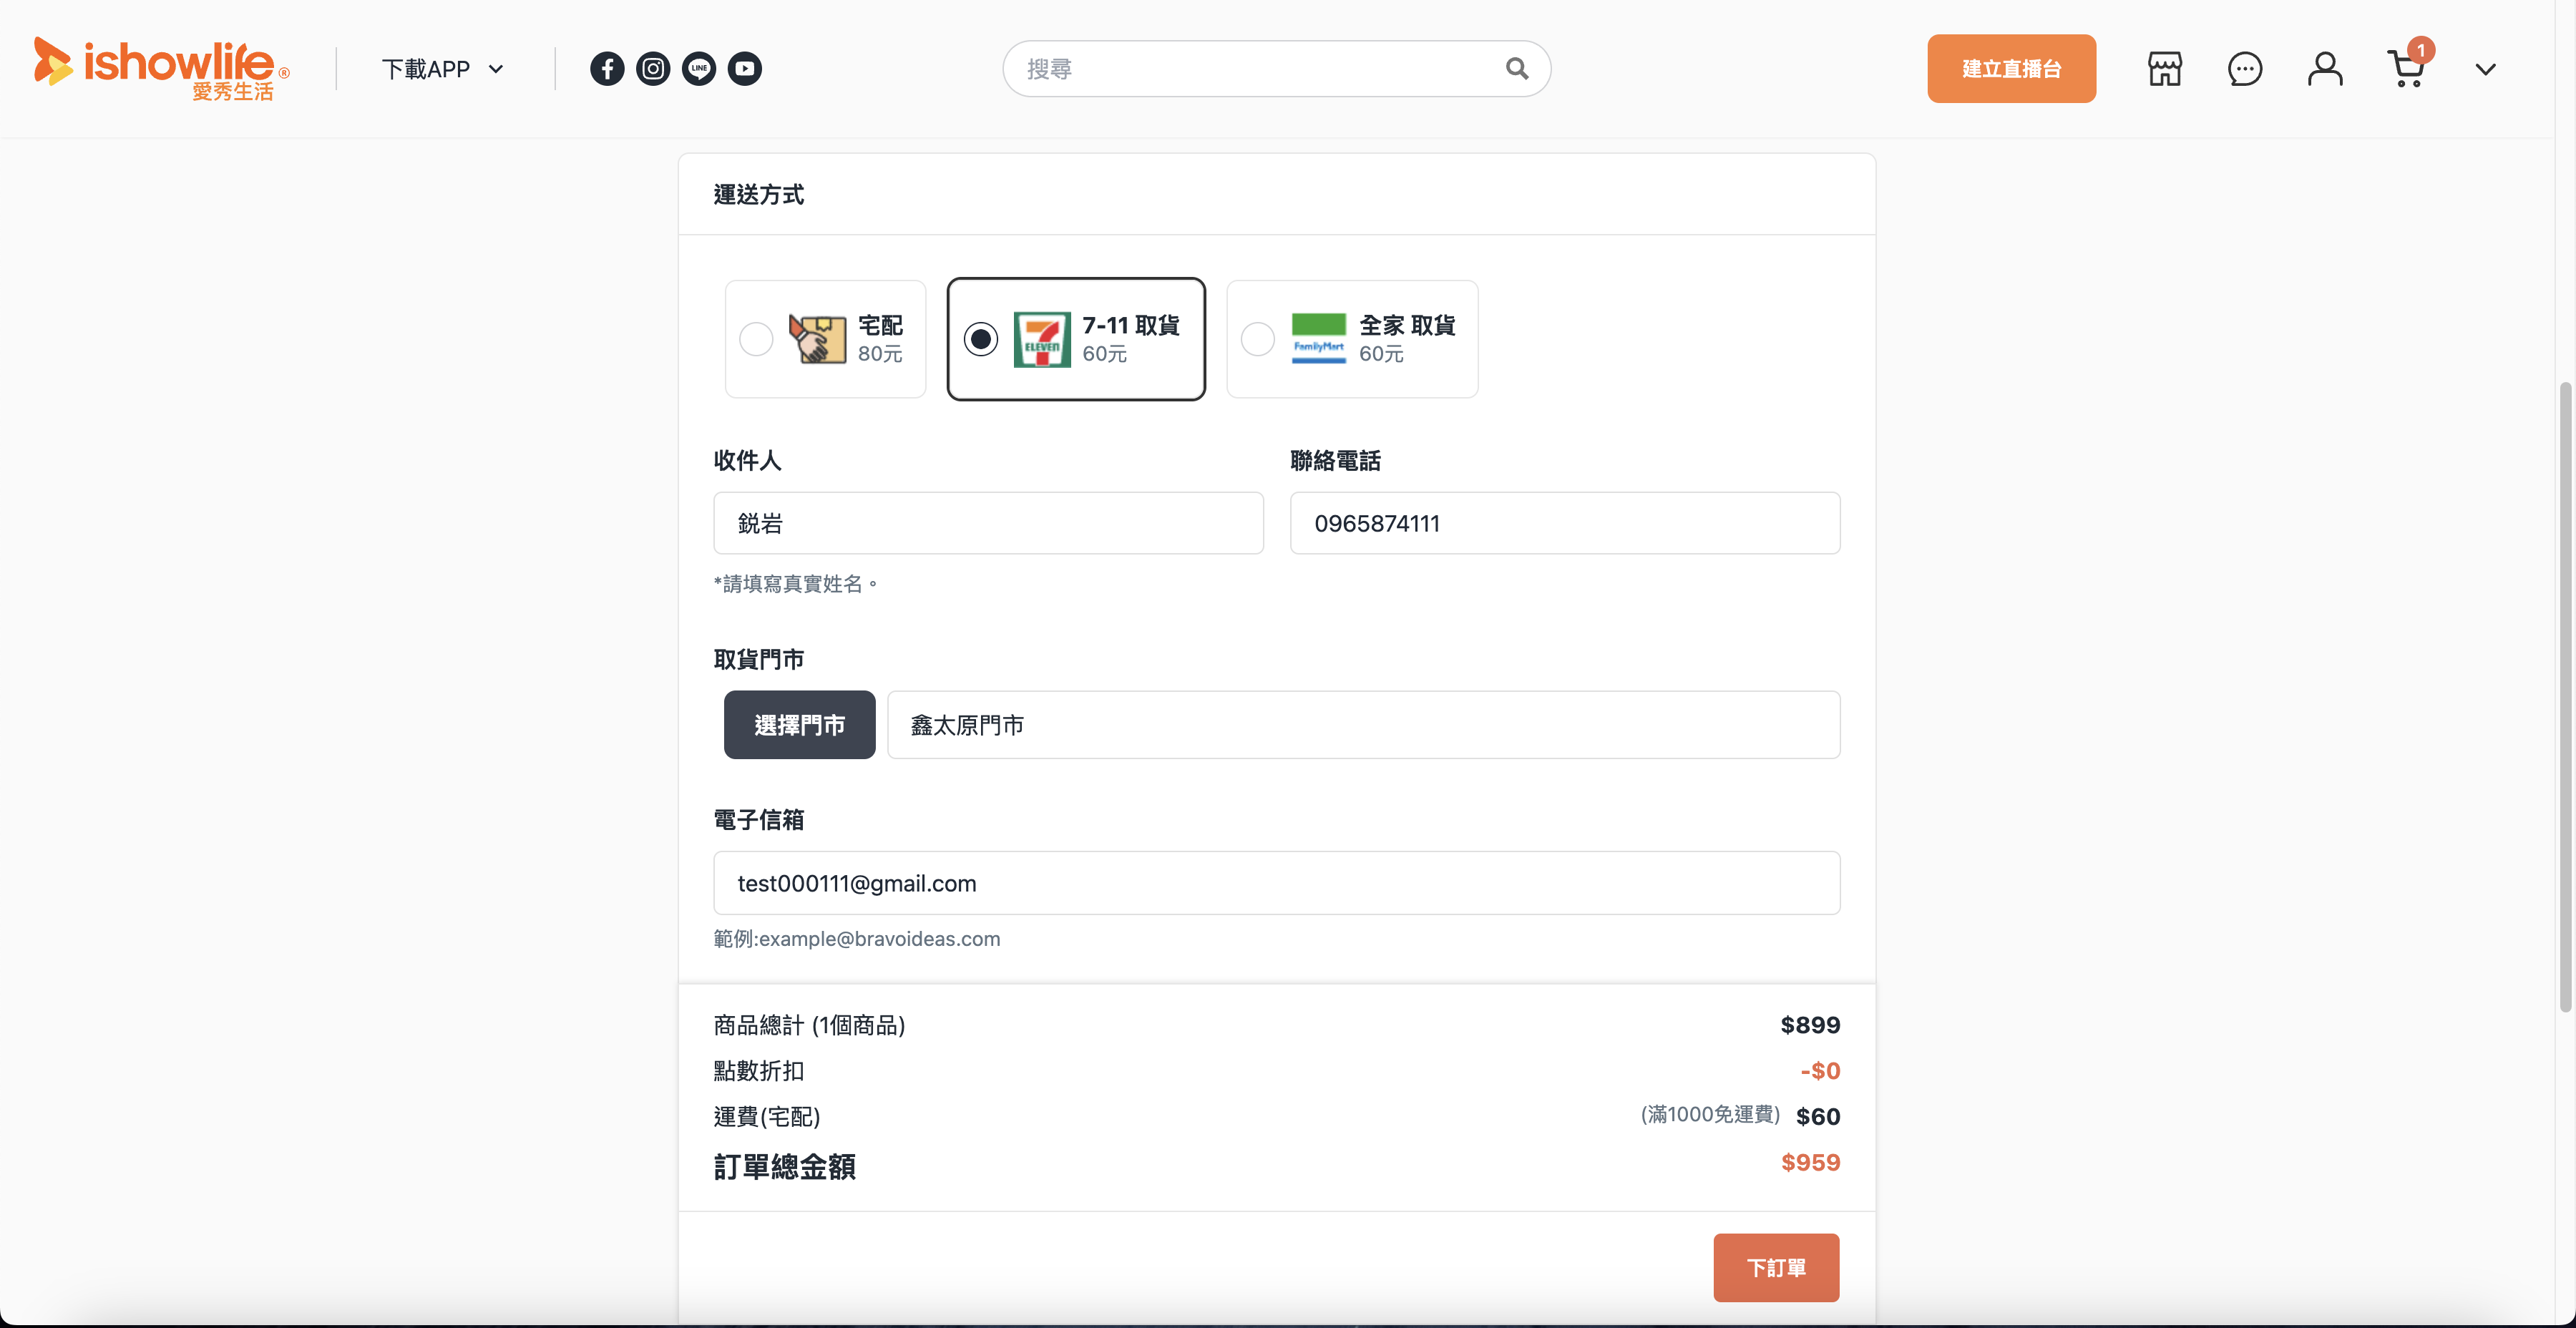 ishowlife®
愛秀生活
下載APP
LINE
搜尋
建立直播台
1
運送方式
宅配
80元
7
ELEVEN
7-11 取貨
60元
FamilyMart
全家 取貨
60元
收件人
聯絡電話
鋭岩
0965874111
*請填寫真實姓名。
取貨門市
選擇門市
鑫太原門市
電子信箱
test000111@gmail.com
範例:example@bravoideas.com
商品總計 (1個商品)
$899
點數折扣
-$0
運費(宅配)
(滿1000免運費) $60
訂單總金額
$959
下訂單